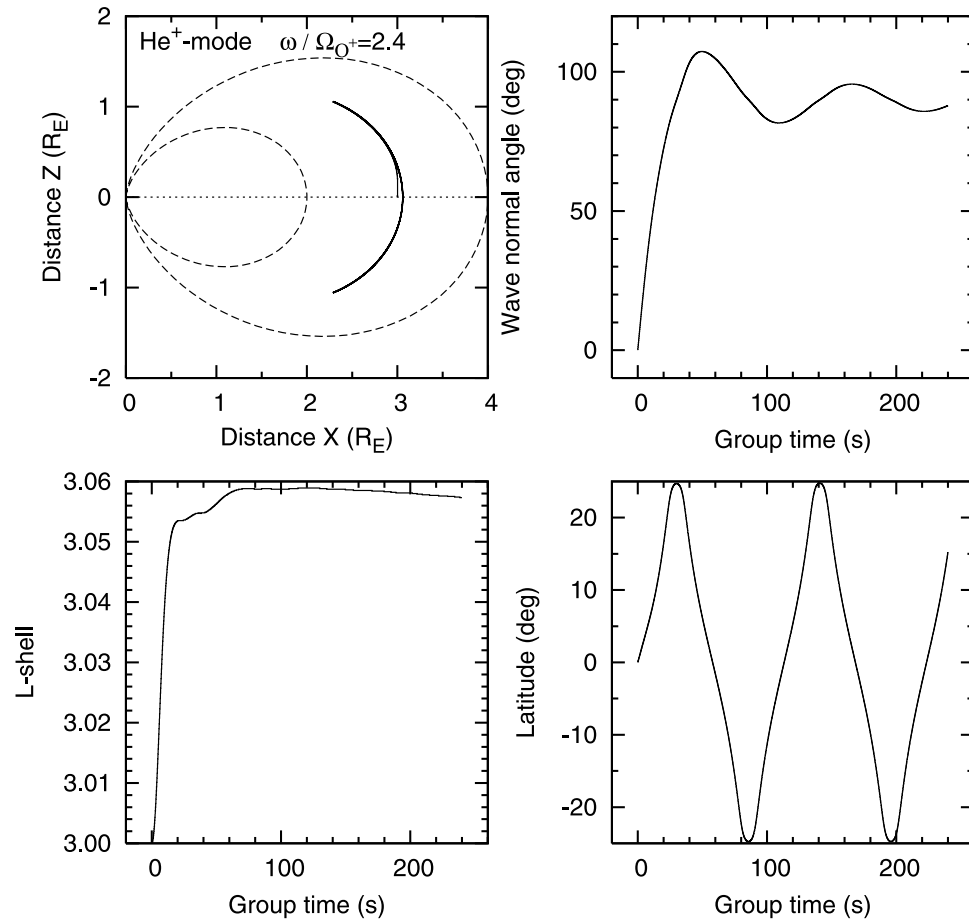 He⁺-mode ω / Ω_O⁺=2.4
2
1
0
-1
-2
Distance Z (R_E)
0 1 2 3 4
Distance X (R_E)
100
50
0
Wave normal angle (deg)
0 100 200
Group time (s)
3.06
3.05
3.04
3.03
3.02
3.01
3.00
L-shell
0 100 200
Group time (s)
20
10
0
-10
-20
Latitude (deg)
0 100 200
Group time (s)